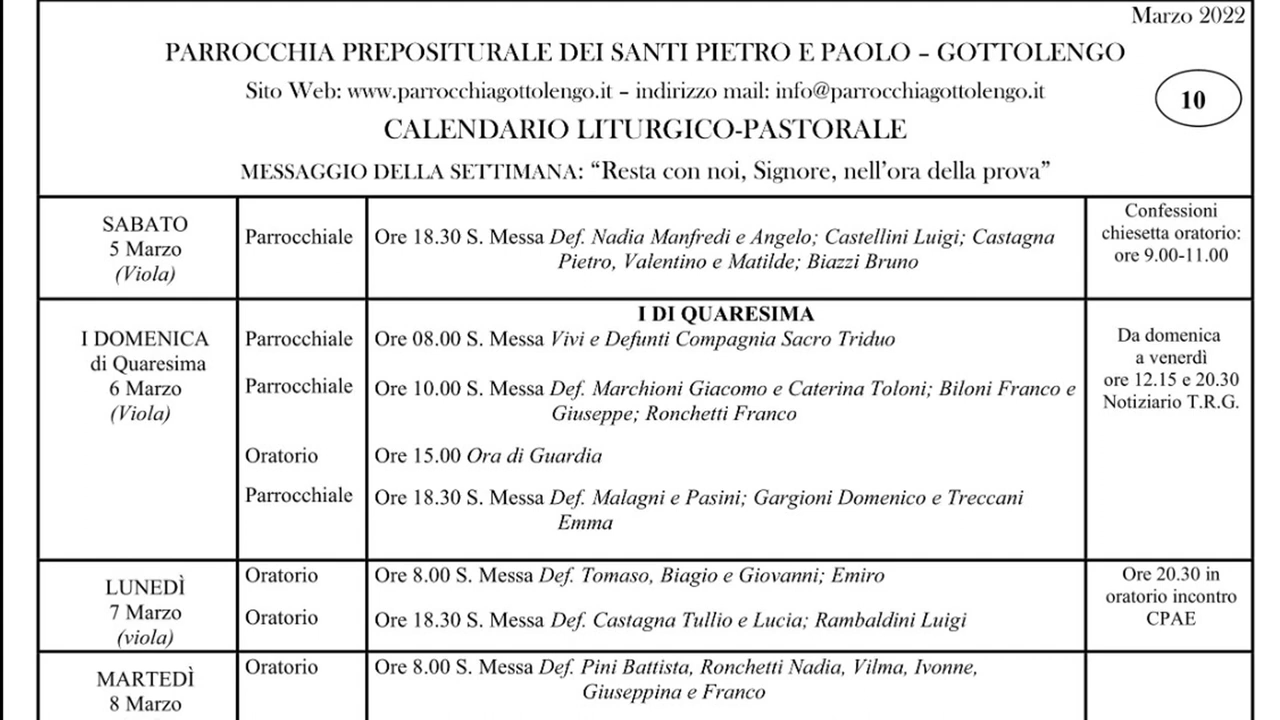 Marzo 2022
PARROCCHIA PREPOSITURALE DEI SANTI PIETRO E PAOLO – GOTTOLENGO
Sito Web: www.parrocchiagottolengo.it – indirizzo mail: info@parrocchiagottolengo.it
10
CALENDARIO LITURGICO-PASTORALE
MESSAGGIO DELLA SETTIMANA: “Resta con noi, Signore, nell’ora della prova”
SABATO
5 Marzo
(Viola)
Parrocchiale
Ore 18.30 S. Messa Def. Nadia Manfredi e Angelo; Castellini Luigi; Castagna
Pietro, Valentino e Matilde; Biazzi Bruno
Confessioni
chiesetta oratorio:
ore 9.00-11.00
I DOMENICA
di Quaresima
6 Marzo
(Viola)
I DI QUARESIMA
Parrocchiale
Ore 08.00 S. Messa Vivi e Defunti Compagnia Sacro Triduo
Parrocchiale
Ore 10.00 S. Messa Def. Marchioni Giacomo e Caterina Toloni; Biloni Franco e
Giuseppe; Ronchetti Franco
Oratorio
Ore 15.00 Ora di Guardia
Parrocchiale
Ore 18.30 S. Messa Def. Malagni e Pasini; Gargioni Domenico e Treccani
Emma
Da domenica
a venerdì
ore 12.15 e 20.30
Notiziario T.R.G.
LUNEDÌ
7 Marzo
(viola)
Oratorio
Ore 8.00 S. Messa Def. Tomaso, Biagio e Giovanni; Emiro
Oratorio
Ore 18.30 S. Messa Def. Castagna Tullio e Lucia; Rambaldini Luigi
Ore 20.30 in
oratorio incontro
CPAE
MARTEDÌ
8 Marzo
Oratorio
Ore 8.00 S. Messa Def. Pini Battista, Ronchetti Nadia, Vilma, Ivonne,
Giuseppina e Franco